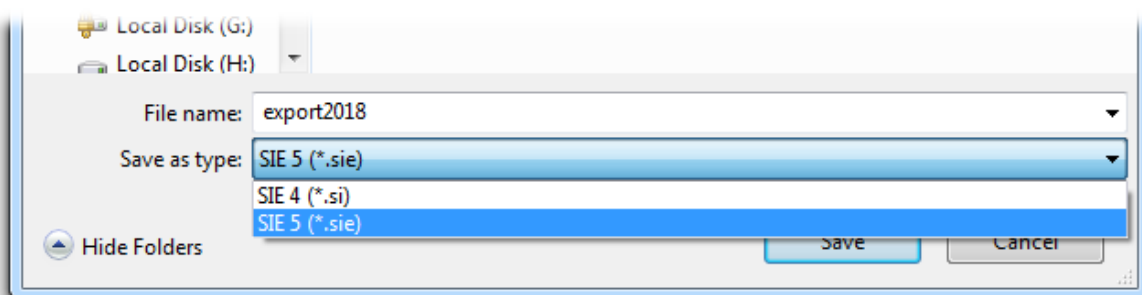 Local Disk (G:)
Local Disk (H:)
File name: export2018
Save as type: SIE 5 (*.sie)
SIE 4 (*.si)
SIE 5 (*.sie)
Hide Folders Save Cancel